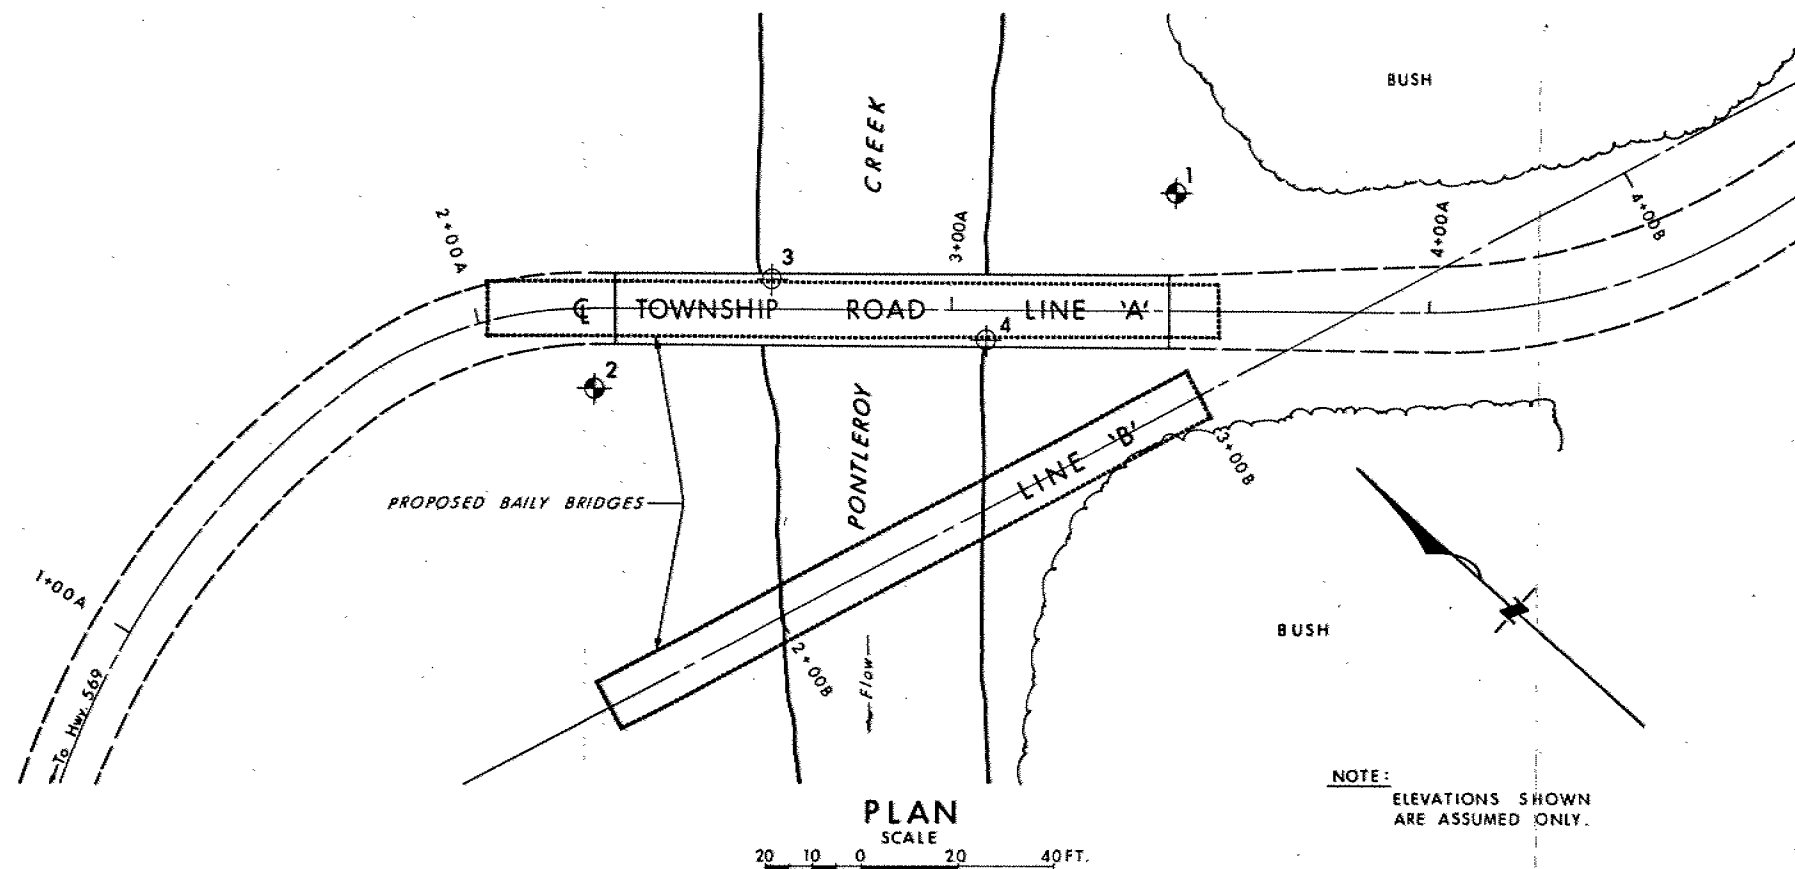 BUSH
CREEK
1
2+00A
3+00A
4+00A
4+00B
3
℄ TOWNSHIP ROAD LINE 'A'
4
2
PONTLEROY
LINE 'B'
3+00B
PROPOSED BAILY BRIDGES
1+00A
BUSH
2+00B
Flow
To Hwy. 569
NOTE:
ELEVATIONS SHOWN
ARE ASSUMED ONLY.
PLAN
SCALE
20 10 0 20 40 FT.